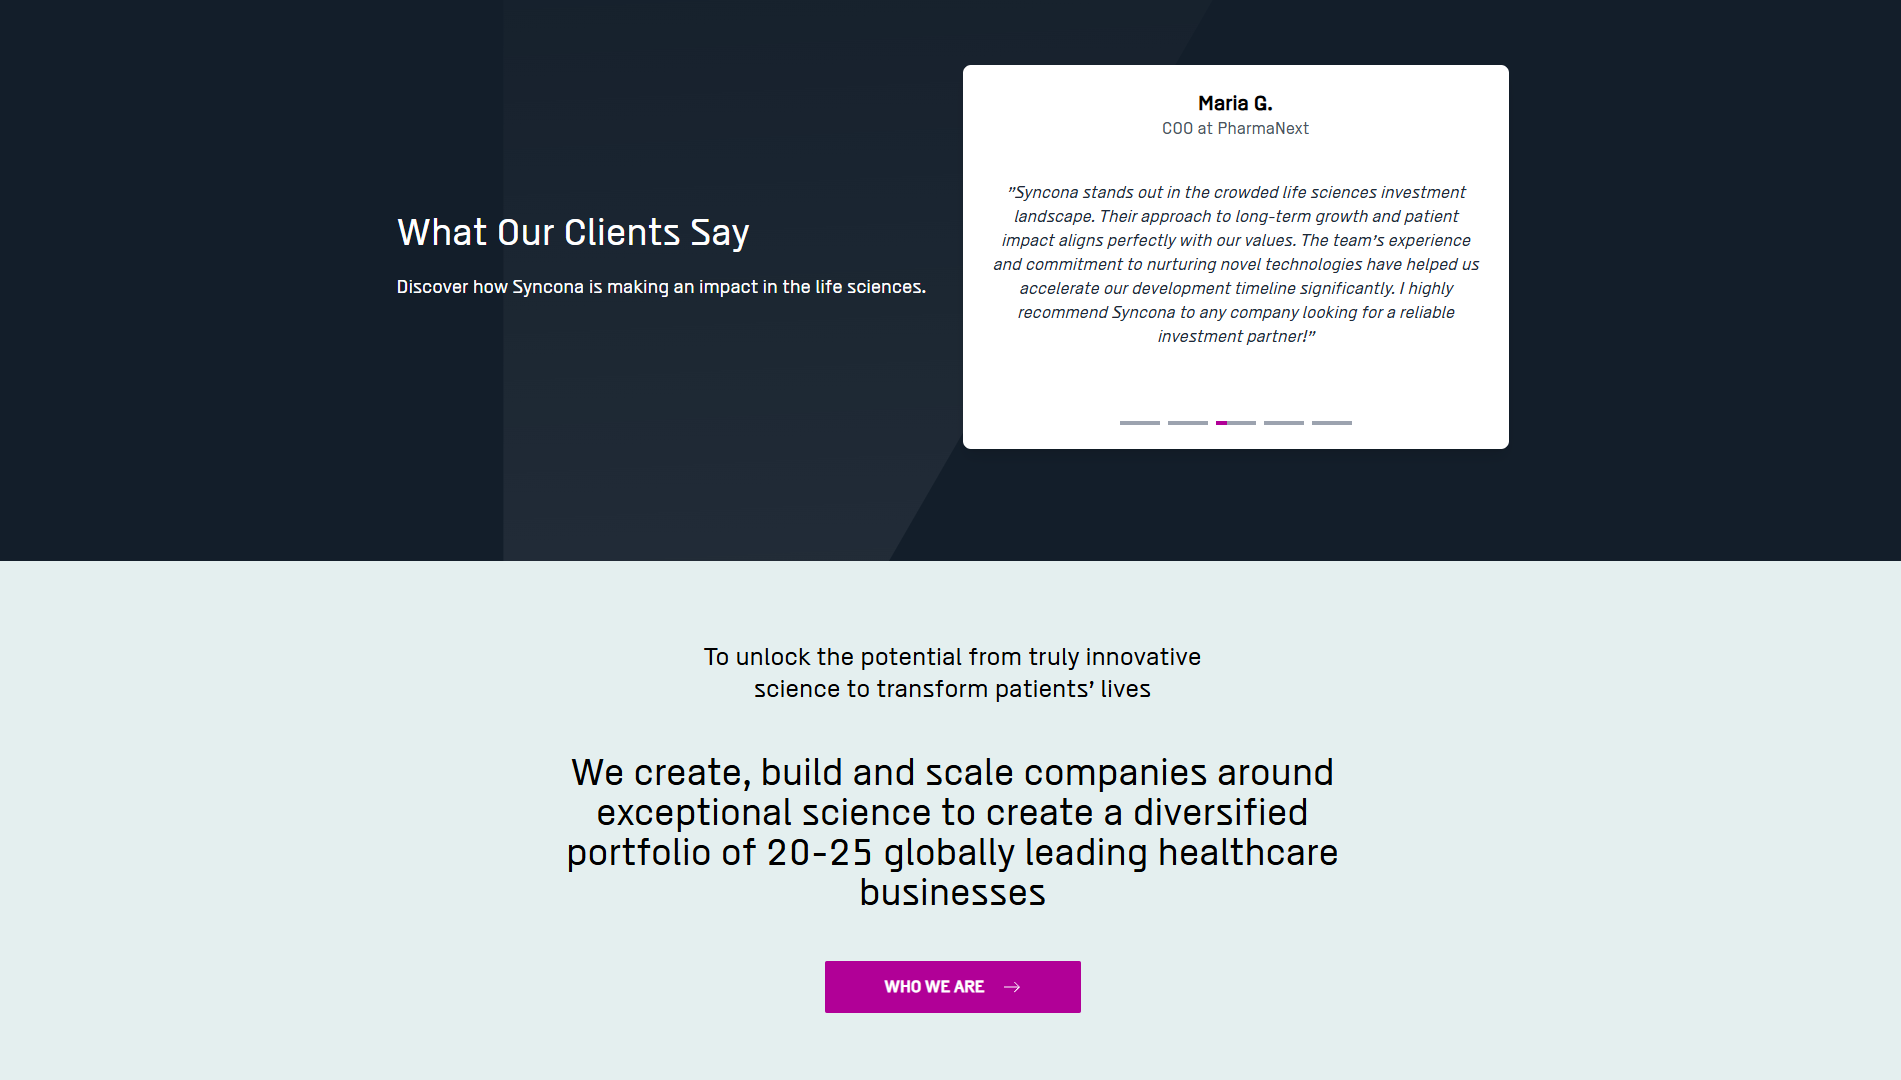 What Our Clients Say
Discover how Syncona is making an impact in the life sciences.
Maria G.
COO at PharmaNext
"Syncona stands out in the crowded life sciences investment
landscape. Their approach to long-term growth and patient
impact aligns perfectly with our values. The team's experience
and commitment to nurturing novel technologies have helped us
accelerate our development timeline significantly. I highly
recommend Syncona to any company looking for a reliable
investment partner!"
To unlock the potential from truly innovative
science to transform patients' lives
We create, build and scale companies around
exceptional science to create a diversified
portfolio of 20-25 globally leading healthcare
businesses
WHO WE ARE